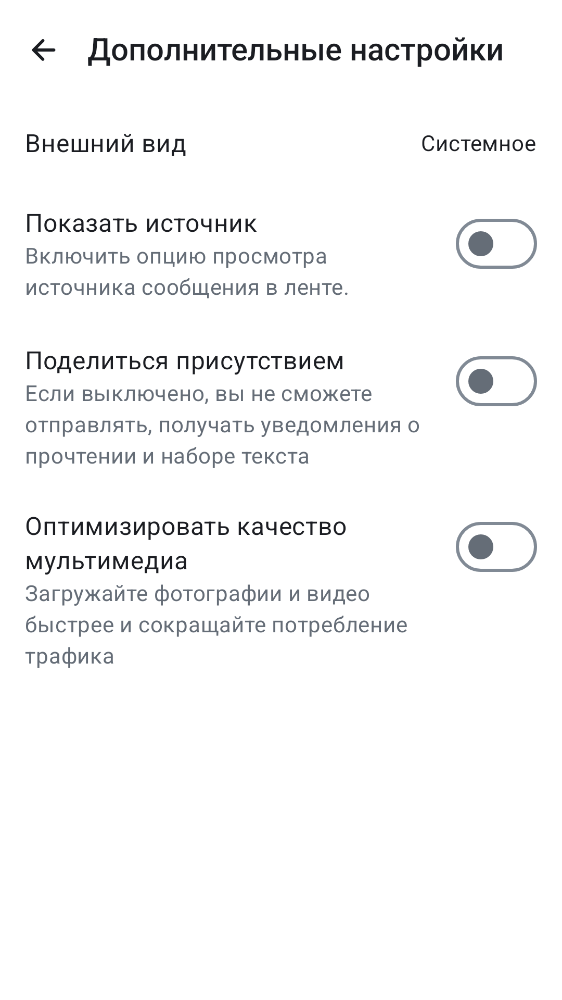 Дополнительные настройки
Внешний вид Системное
Показать источник
Включить опцию просмотра
источника сообщения в ленте.
Поделиться присутствием
Если выключено, вы не сможете
отправлять, получать уведомления о
прочтении и наборе текста
Оптимизировать качество
мультимедиа
Загружайте фотографии и видео
быстрее и сокращайте потребление
трафика